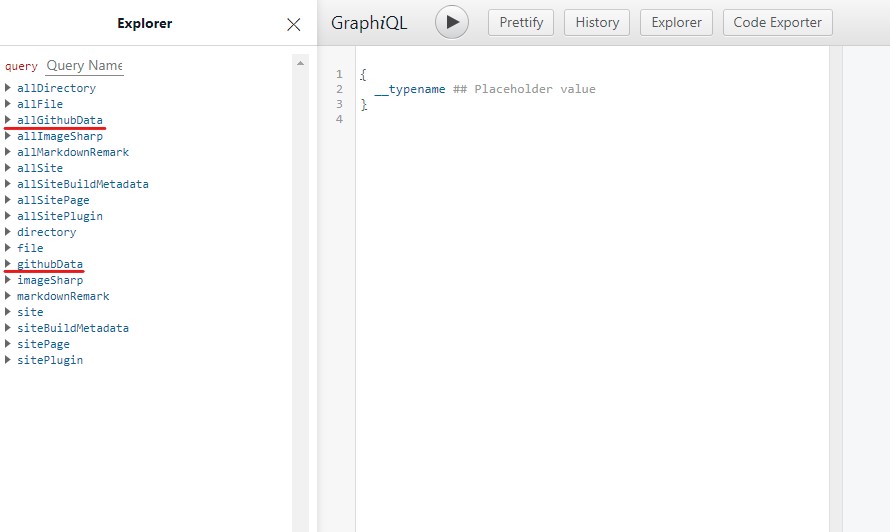 Explorer
GraphiQL
Prettify
History
Explorer
Code Exporter
query Query Name
allDirectory
allFile
allGithubData
allImageSharp
allMarkdownRemark
allSite
allSiteBuildMetadata
allSitePage
allSitePlugin
directory
file
githubData
imageSharp
markdownRemark
site
siteBuildMetadata
sitePage
sitePlugin
1 {
2 __typename ## Placeholder value
3 }
4